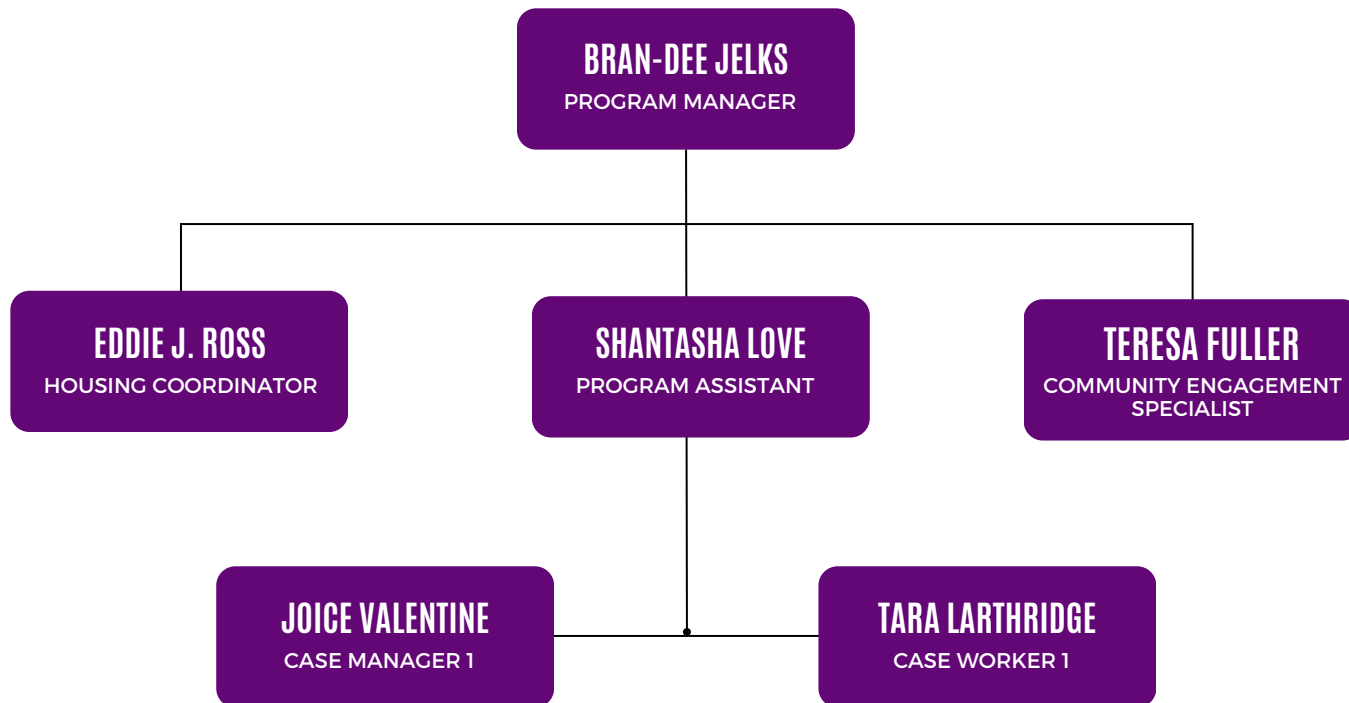 BRAN-DEE JELKS
PROGRAM MANAGER
EDDIE J. ROSS
HOUSING COORDINATOR
SHANTASHA LOVE
PROGRAM ASSISTANT
TERESA FULLER
COMMUNITY ENGAGEMENT
SPECIALIST
JOICE VALENTINE
CASE MANAGER 1
TARA LARTHRIDGE
CASE WORKER 1